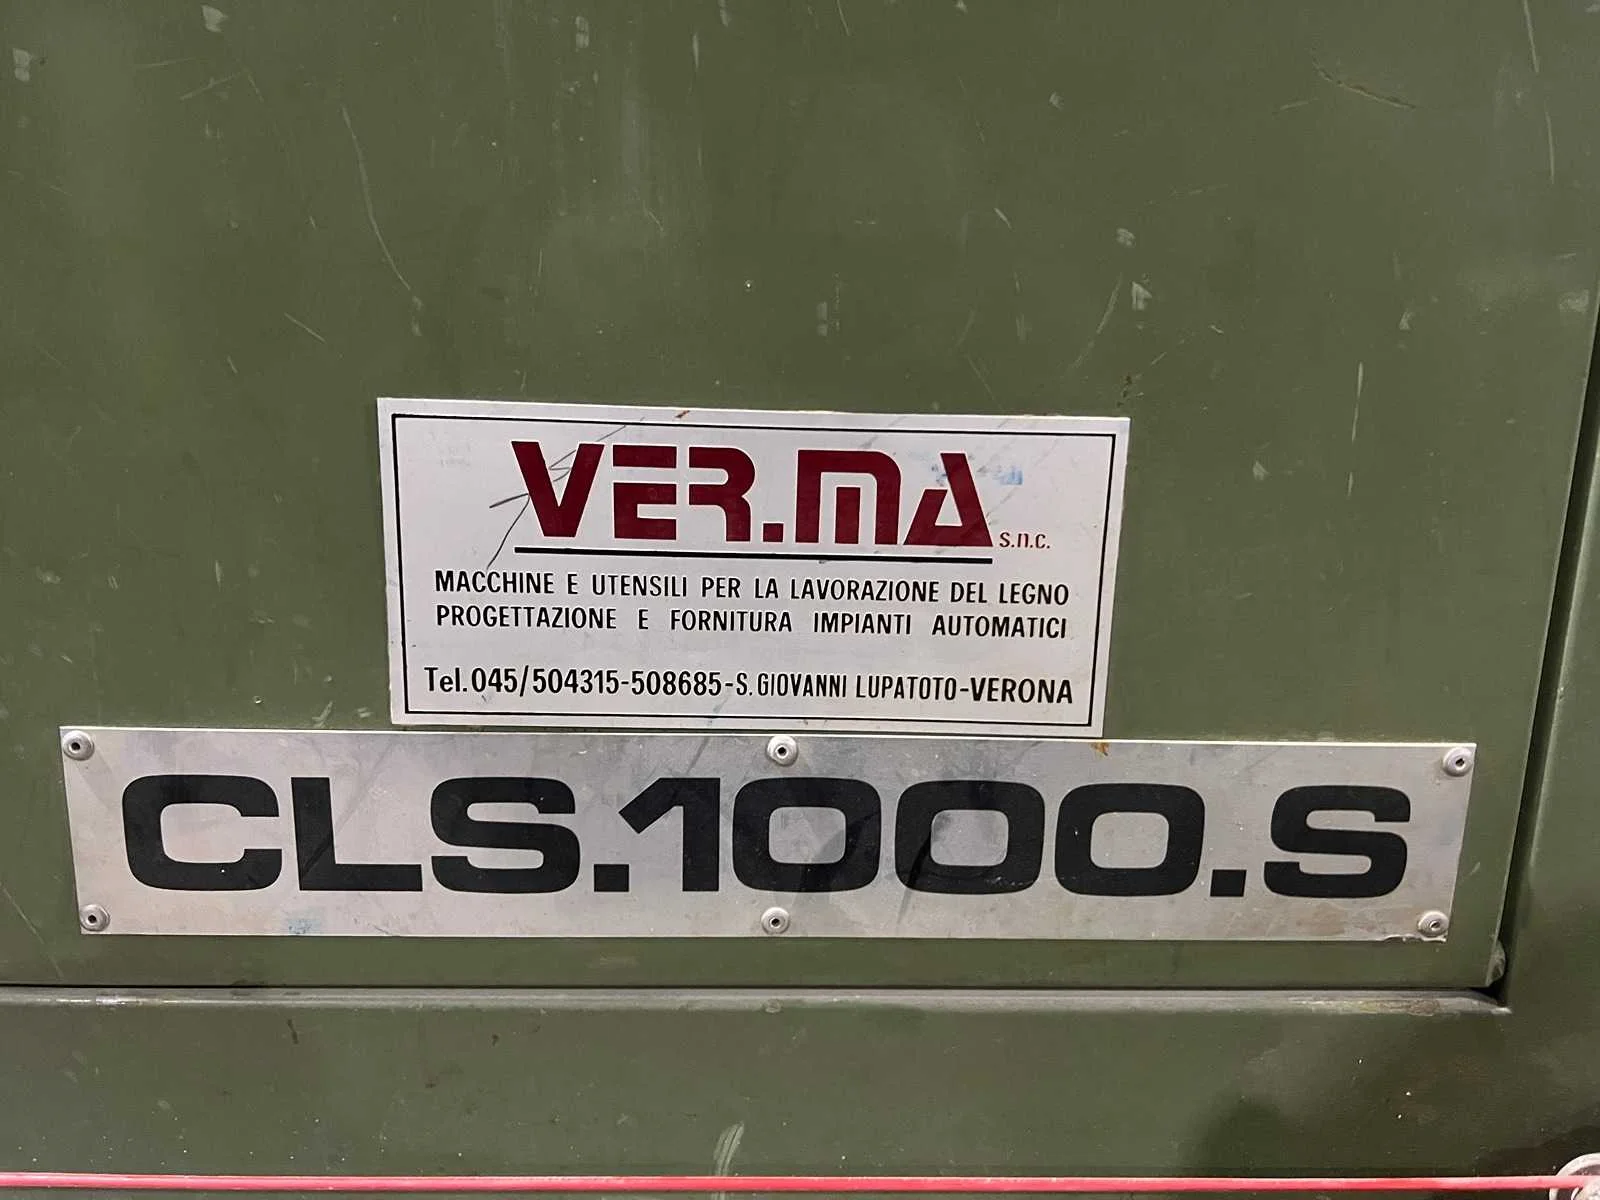 VER.MA s.n.c.
MACCHINE E UTENSILI PER LA LAVORAZIONE DEL LEGNO
PROGETTAZIONE E FORNITURA IMPIANTI AUTOMATICI
Tel.045/504315-508685-S.GIOVANNI LUPATOTO-VERONA
CLS.1000.S